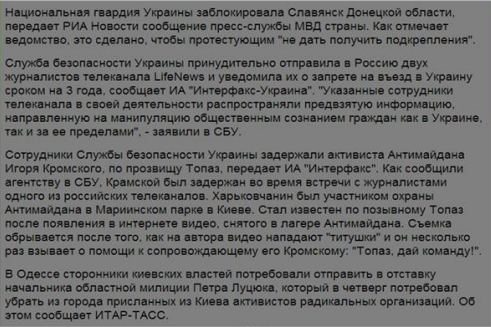 Национальная гвардия Украины заблокировала Славянск Донецкой области,
передает РИА Новости сообщение пресс-службы МВД страны. Как отмечает
ведомство, это сделано, чтобы протестующим "не дать получить подкрепления".
Служба безопасности Украины принудительно отправила в Россию двух
журналистов телеканала LifeNews и уведомила их о запрете на въезд в Украину
сроком на 3 года, сообщает ИА "Интерфакс-Украина". "Указанные сотрудники
телеканала в своей деятельности распространяли предвзятую информацию,
направленную на манипуляцию общественным сознанием граждан как в Украине,
так и за ее пределами", - заявили в СБУ.
Сотрудники Службы безопасности Украины задержали активиста Антимайдана
Игоря Кромского, по прозвищу Топаз, передает ИА "Интерфакс". Как сообщили
агентству в СБУ, Крамской был задержан во время встречи с журналистами
одного из российских телеканалов. Харьковчанин был участником охраны
Антимайдана в Мариинском парке в Киеве. Стал известен по позывному Топаз
после появления в интернете видео, снятого в лагере Антимайдана. Съемка
обрывается после того, как на автора видео нападают "титушки" и он несколько
раз взывает о помощи к сопровождающему его Кромскому: "Топаз, дай команду!".
В Одессе сторонники киевских властей потребовали отправить в отставку
начальника областной милиции Петра Луцюка, который в четверг потребовал
убрать из города присланных из Киева активистов радикальных организаций. Об
этом сообщает ИТАР-ТАСС.